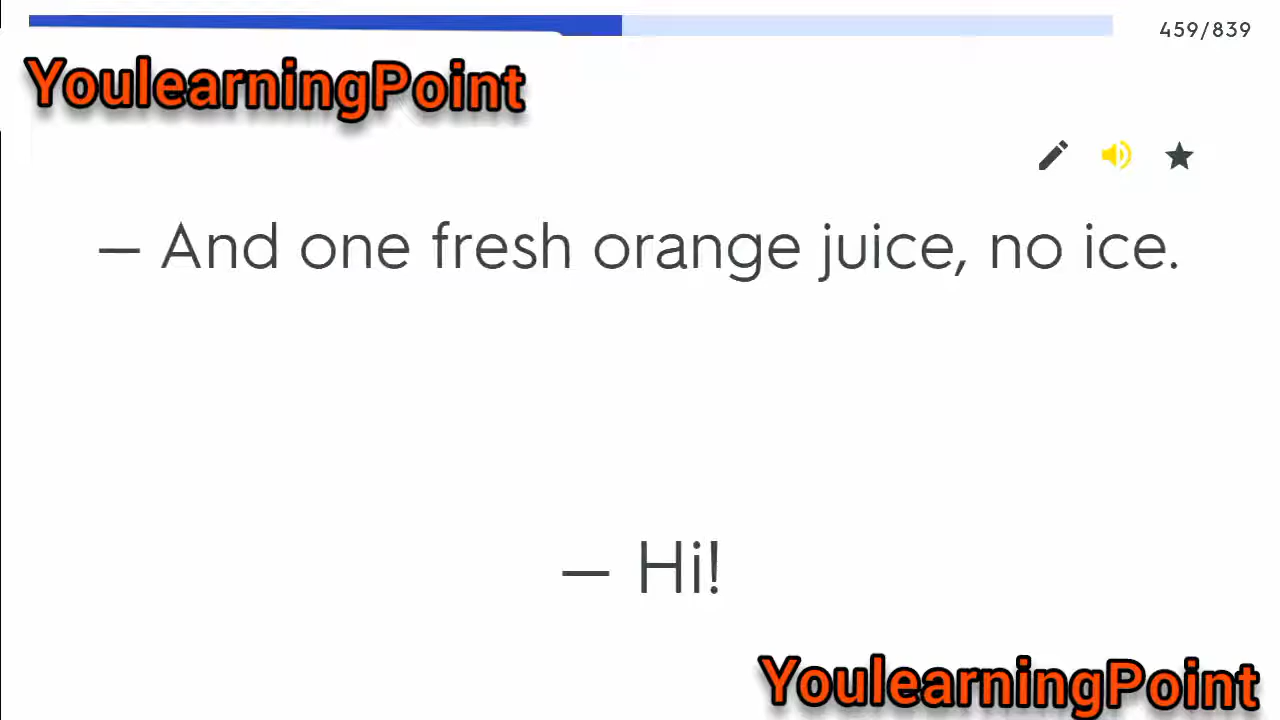 459/839
YoulearningPoint
– And one fresh orange juice, no ice.
– Hi!
YoulearningPoint